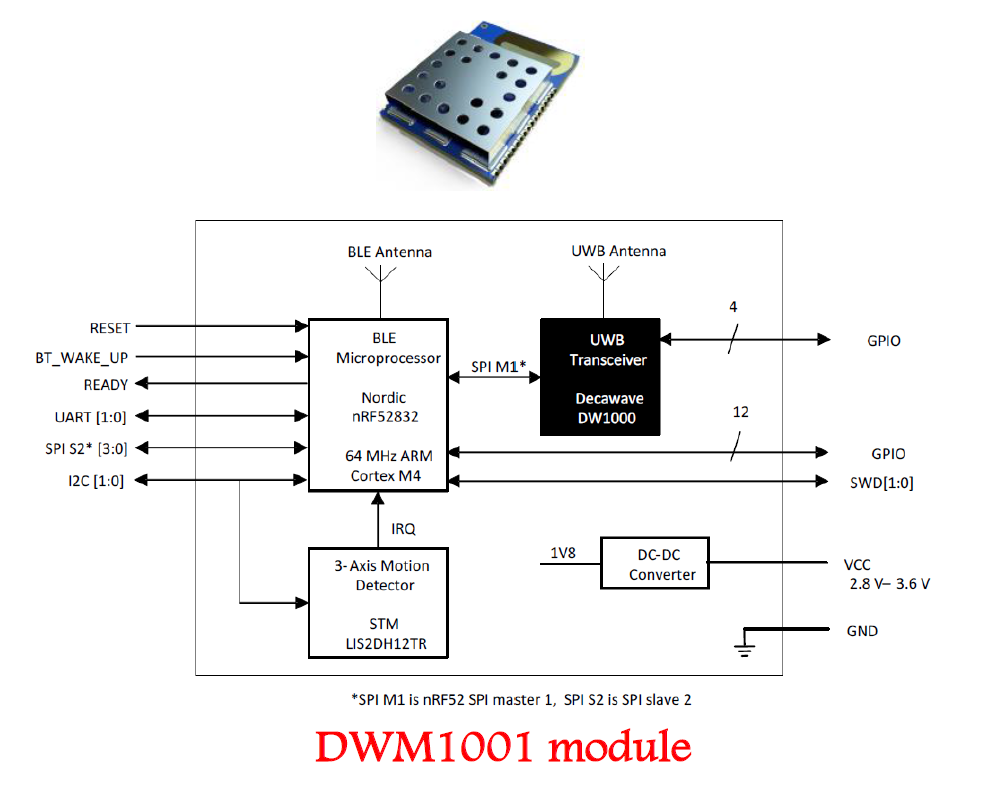 BLE Antenna
UWB Antenna
RESET
BT_WAKE_UP
READY
UART [1:0]
SPI S2* [3:0]
I2C [1:0]
BLE
Microprocessor
Nordic
nRF52832
64 MHz ARM
Cortex M4
SPI M1*
UWB
Transceiver
Decawave
DW1000
4
GPIO
12
GPIO
SWD[1:0]
IRQ
3-Axis Motion
Detector
STM
LIS2DH12TR
1V8
DC-DC
Converter
VCC
2.8 V– 3.6 V
GND
*SPI M1 is nRF52 SPI master 1, SPI S2 is SPI slave 2
DWM1001 module